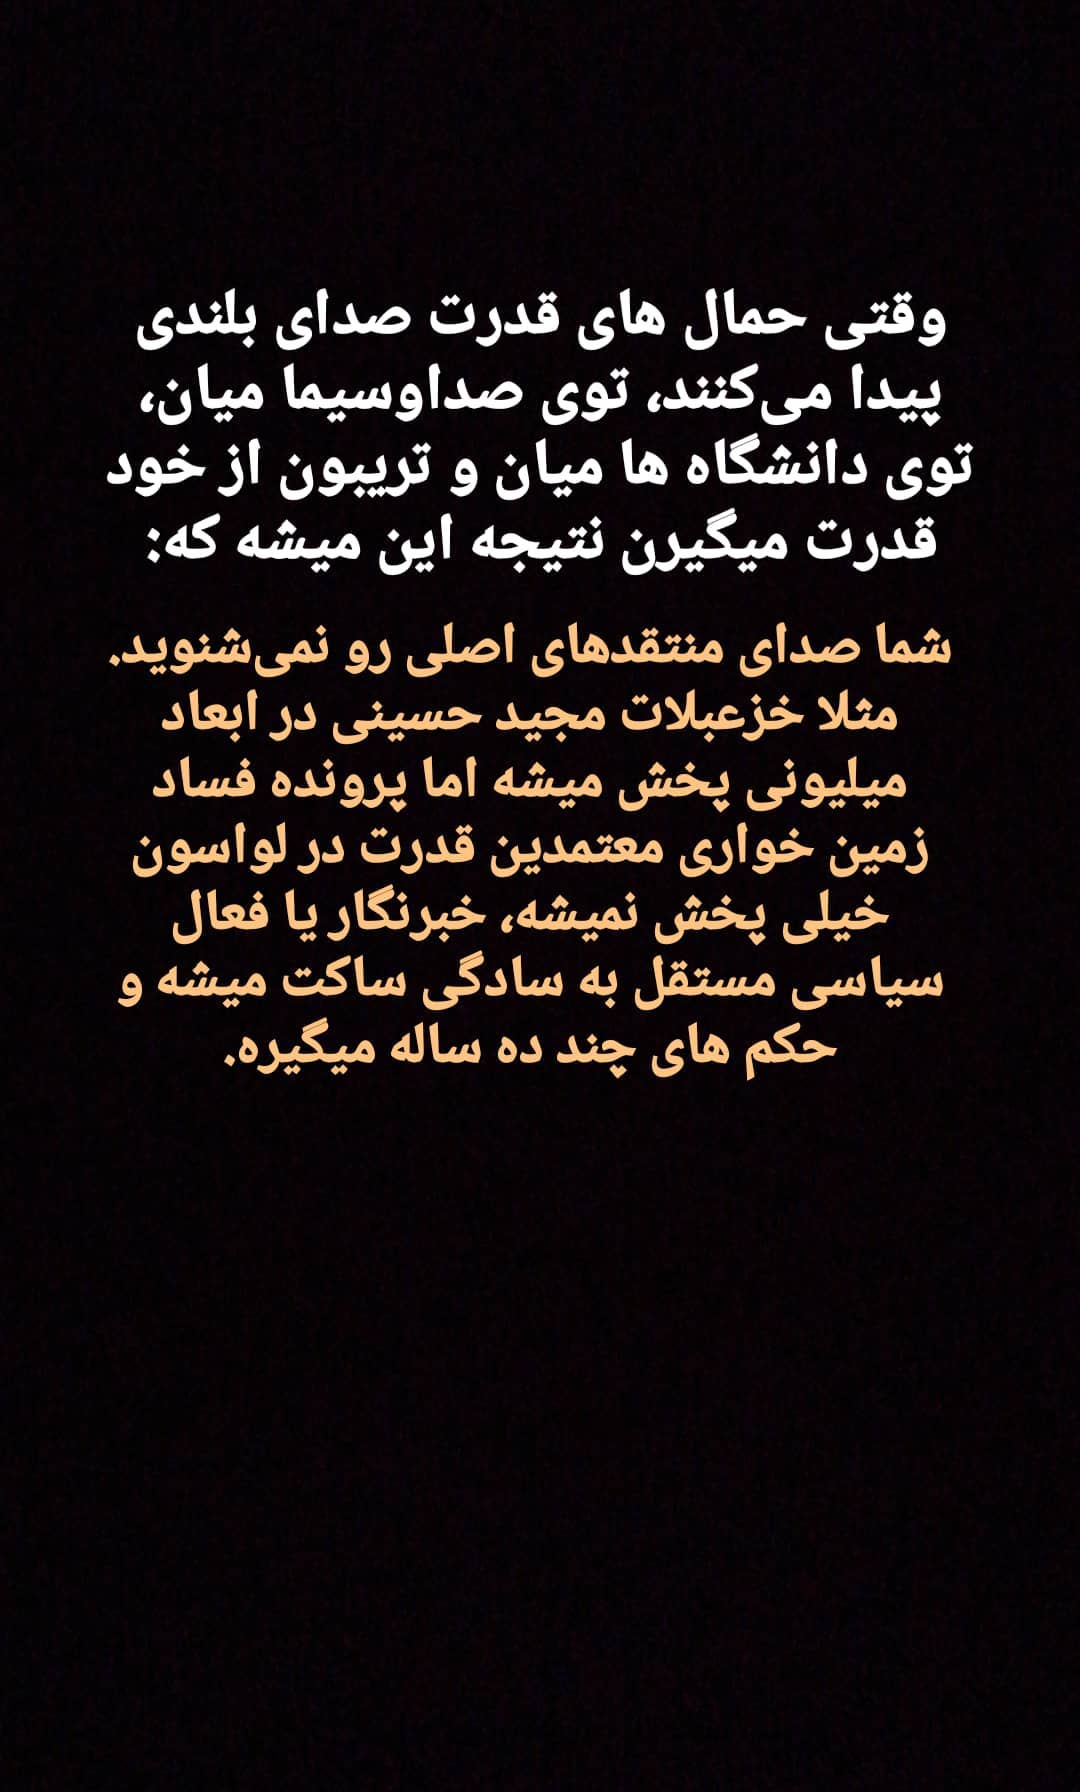 وقتی حمال های قدرت صدای بلندی
پیدا می‌کنند، توی صداوسیما میان،
توی دانشگاه ها میان و تریبون از خود
قدرت میگیرن نتیجه این میشه که:
شما صدای منتقدهای اصلی رو نمی‌شنوید.
مثلا خزعبلات مجید حسینی در ابعاد
میلیونی پخش میشه اما پرونده فساد
زمین خواری معتمدین قدرت در لواسون
خیلی پخش نمیشه، خبرنگار یا فعال
سیاسی مستقل به سادگی ساکت میشه و
حکم های چند ده ساله میگیره.